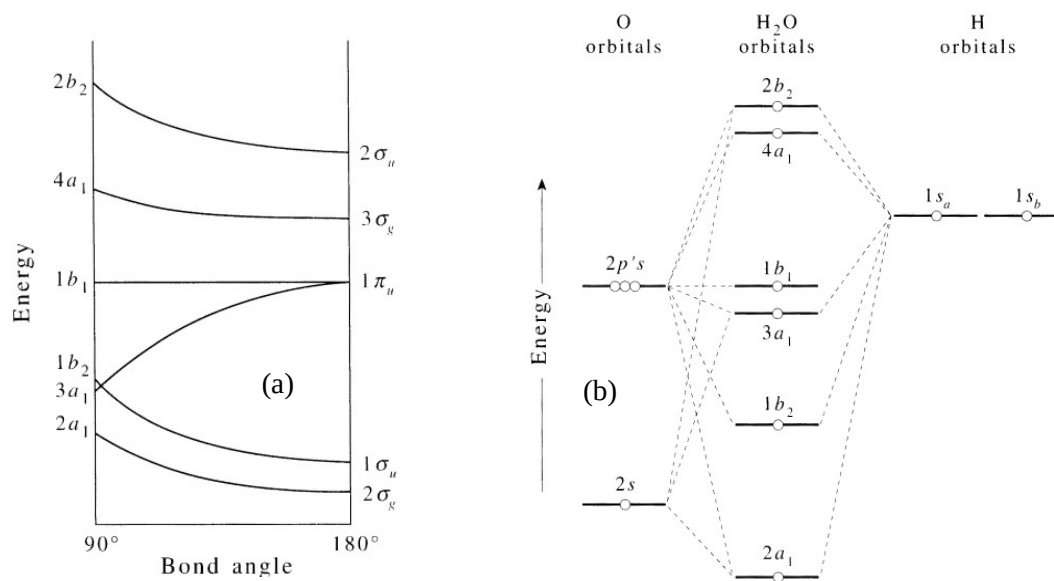 2b₂
4a₁
1b₁
1b₂
3a₁
2a₁
2σᵤ
3σg
1πᵤ
1σᵤ
2σg
Energy
(a)
90°
180°
Bond angle
O
orbitals
H₂O
orbitals
H
orbitals
2b₂
4a₁
1sₐ
1s_b
2p's
1b₁
3a₁
Energy
(b)
1b₂
2s
2a₁